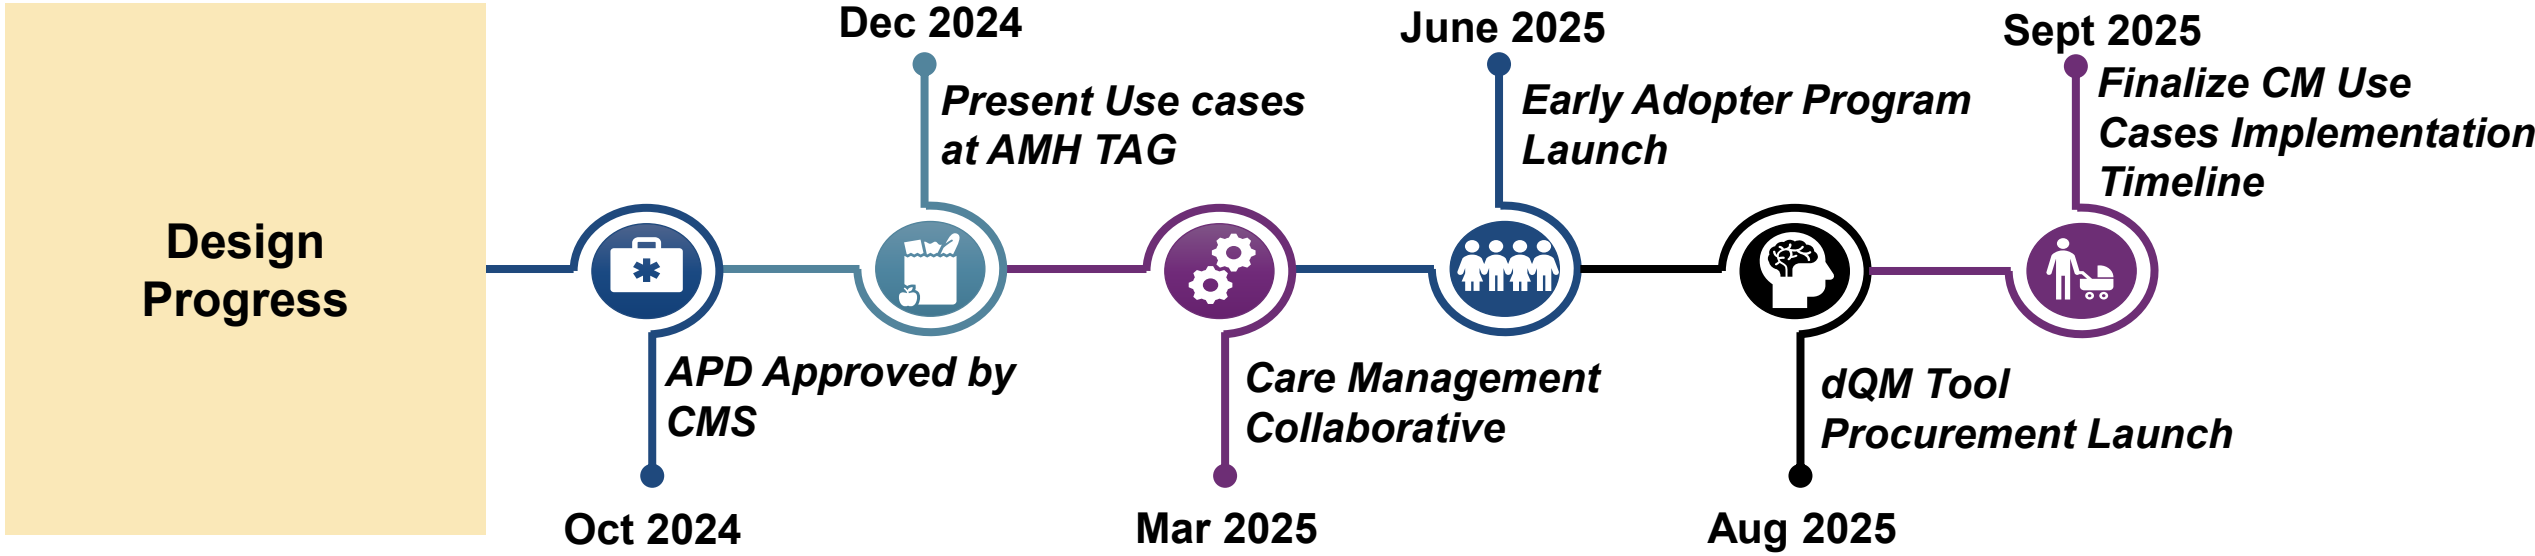 Design
Progress
Oct 2024
APD Approved by
CMS
Dec 2024
Present Use cases
at AMH TAG
Mar 2025
Care Management
Collaborative
June 2025
Early Adopter Program
Launch
Aug 2025
dQM Tool
Procurement Launch
Sept 2025
Finalize CM Use
Cases Implementation
Timeline